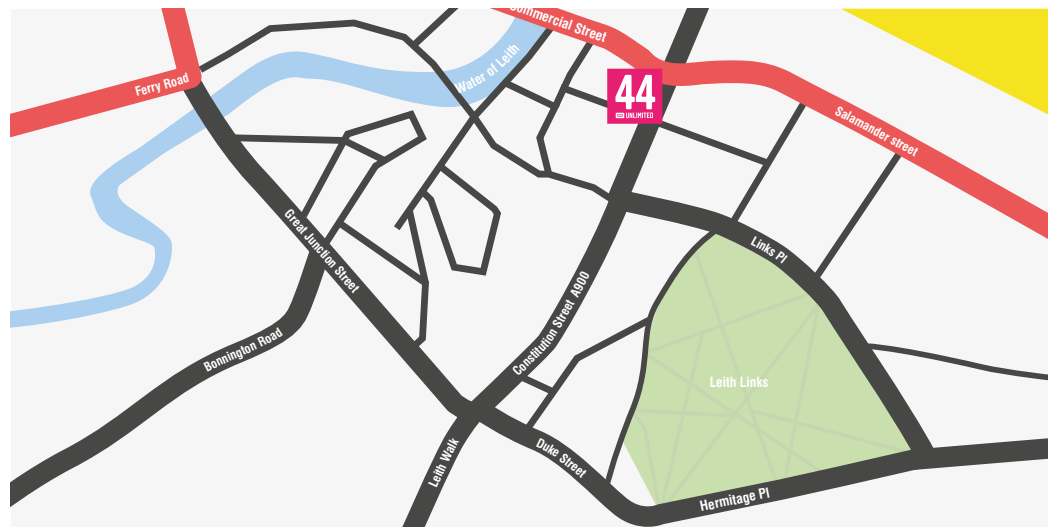 Commercial Street
Water of Leith
Ferry Road
44
UNLIMITED
Salamander street
Great Junction Street
Links Pl
Constitution Street A900
Bonnington Road
Leith Links
Leith Walk
Duke Street
Hermitage Pl